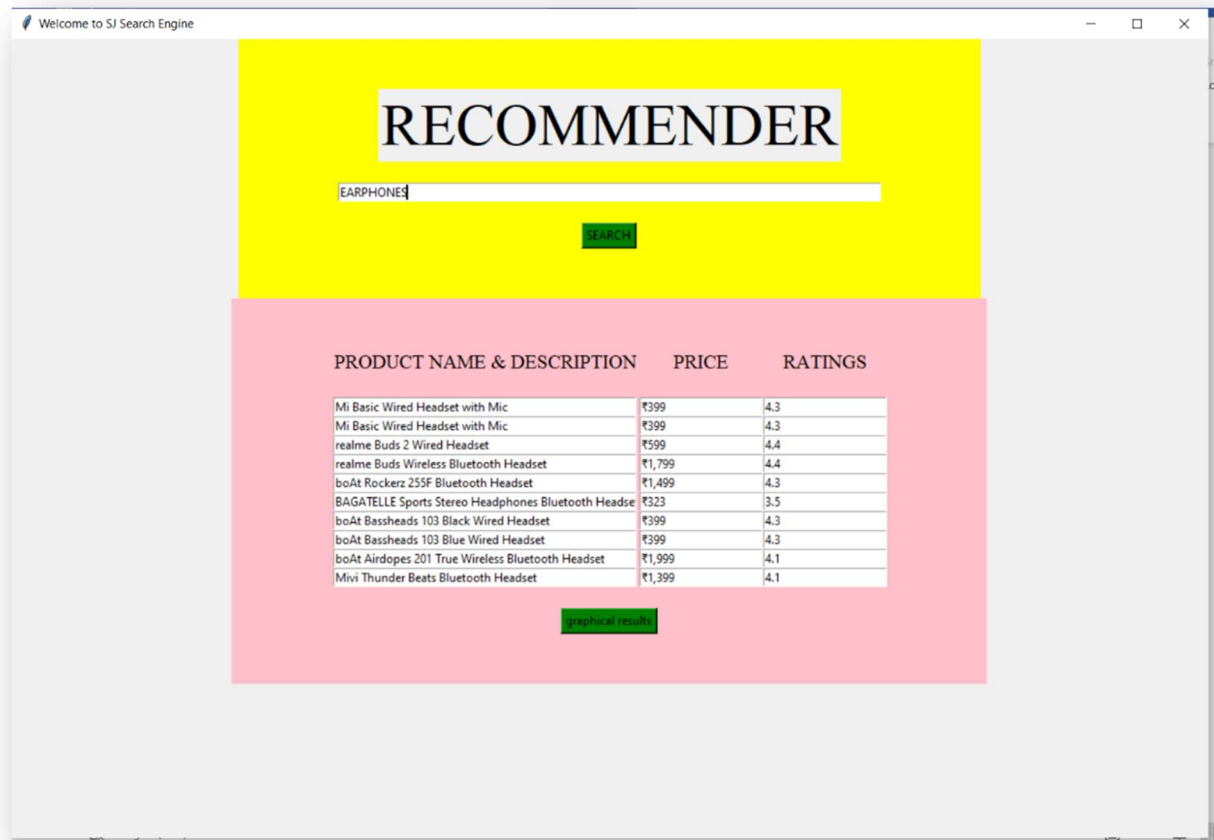 Welcome to SJ Search Engine
RECOMMENDER
EARPHONES
SEARCH
PRODUCT NAME & DESCRIPTION PRICE RATINGS
Mi Basic Wired Headset with Mic ₹399 4.3
Mi Basic Wired Headset with Mic ₹399 4.3
realme Buds 2 Wired Headset ₹599 4.4
realme Buds Wireless Bluetooth Headset ₹1,799 4.4
boAt Rockerz 255F Bluetooth Headset ₹1,499 4.3
BAGATELLE Sports Stereo Headphones Bluetooth Headse ₹323 3.5
boAt Bassheads 103 Black Wired Headset ₹399 4.3
boAt Bassheads 103 Blue Wired Headset ₹399 4.3
boAt Airdopes 201 True Wireless Bluetooth Headset ₹1,999 4.1
Mivi Thunder Beats Bluetooth Headset ₹1,399 4.1
graphical results